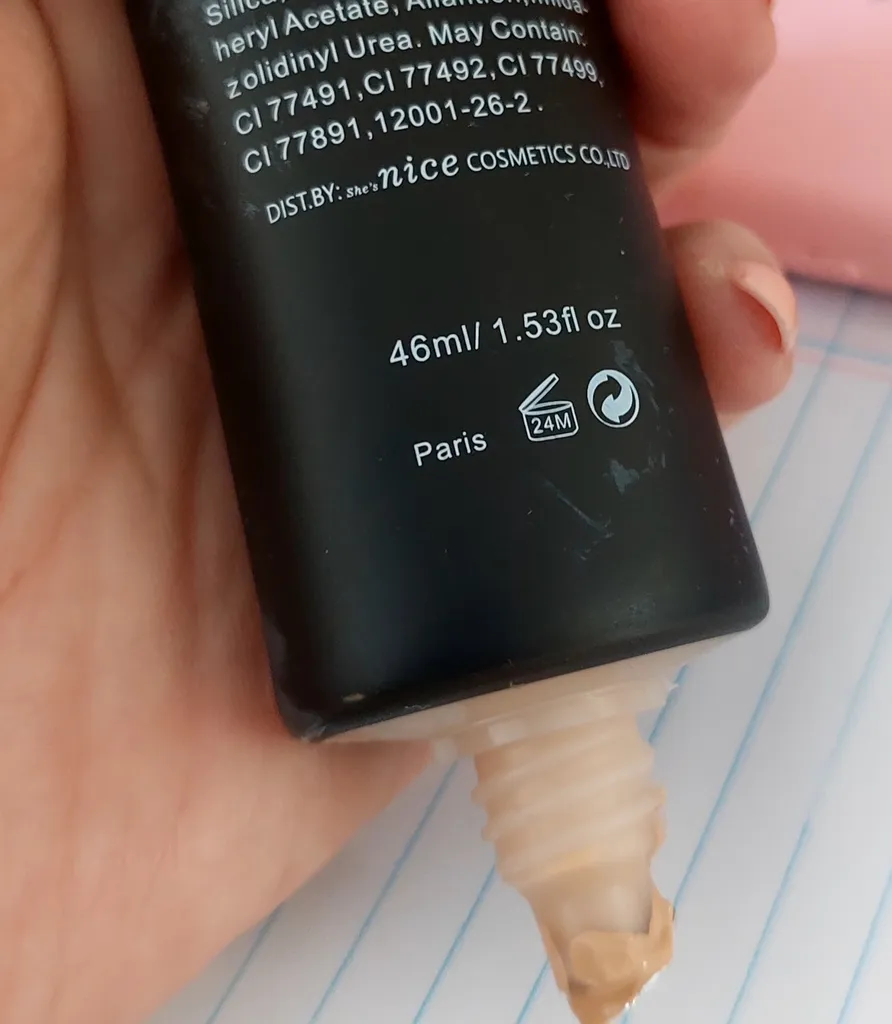 Silica,
heryl Acetate, Allantion,Imida-
zolidinyl Urea. May Contain:
CI 77491,CI 77492,CI 77499,
CI 77891,12001-26-2.
DIST.BY: She's nice COSMETICS CO.,LTD
46ml/ 1.53fl oz
24M
Paris